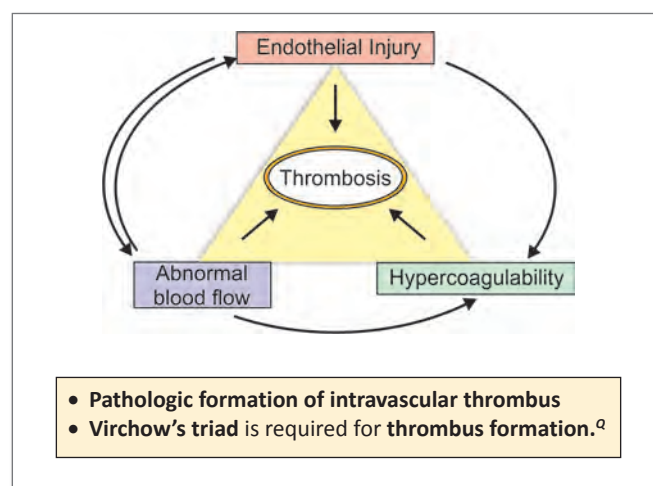 Endothelial Injury
Thrombosis
Abnormal
blood flow
Hypercoagulability
• Pathologic formation of intravascular thrombus
• Virchow’s triad is required for thrombus formation.Q